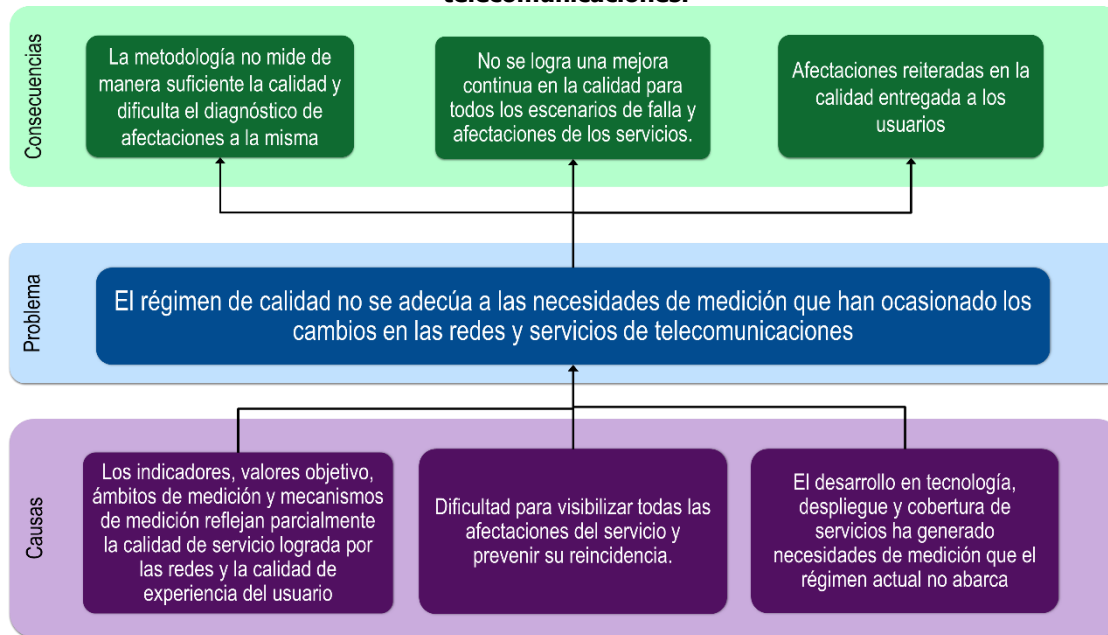 telecomunicaciones.
Consecuencias
La metodología no mide de
manera suficiente la calidad y
dificulta el diagnóstico de
afectaciones a la misma
No se logra una mejora
continua en la calidad para
todos los escenarios de falla y
afectaciones de los servicios.
Afectaciones reiteradas en la
calidad entregada a los
usuarios
Problema
El régimen de calidad no se adecúa a las necesidades de medición que han ocasionado los
cambios en las redes y servicios de telecomunicaciones
Causas
Los indicadores, valores objetivo,
ámbitos de medición y mecanismos
de medición reflejan parcialmente
la calidad de servicio lograda por
las redes y la calidad de
experiencia del usuario
Dificultad para visibilizar todas las
afectaciones del servicio y
prevenir su reincidencia.
El desarrollo en tecnología,
despliegue y cobertura de
servicios ha generado
necesidades de medición que el
régimen actual no abarca